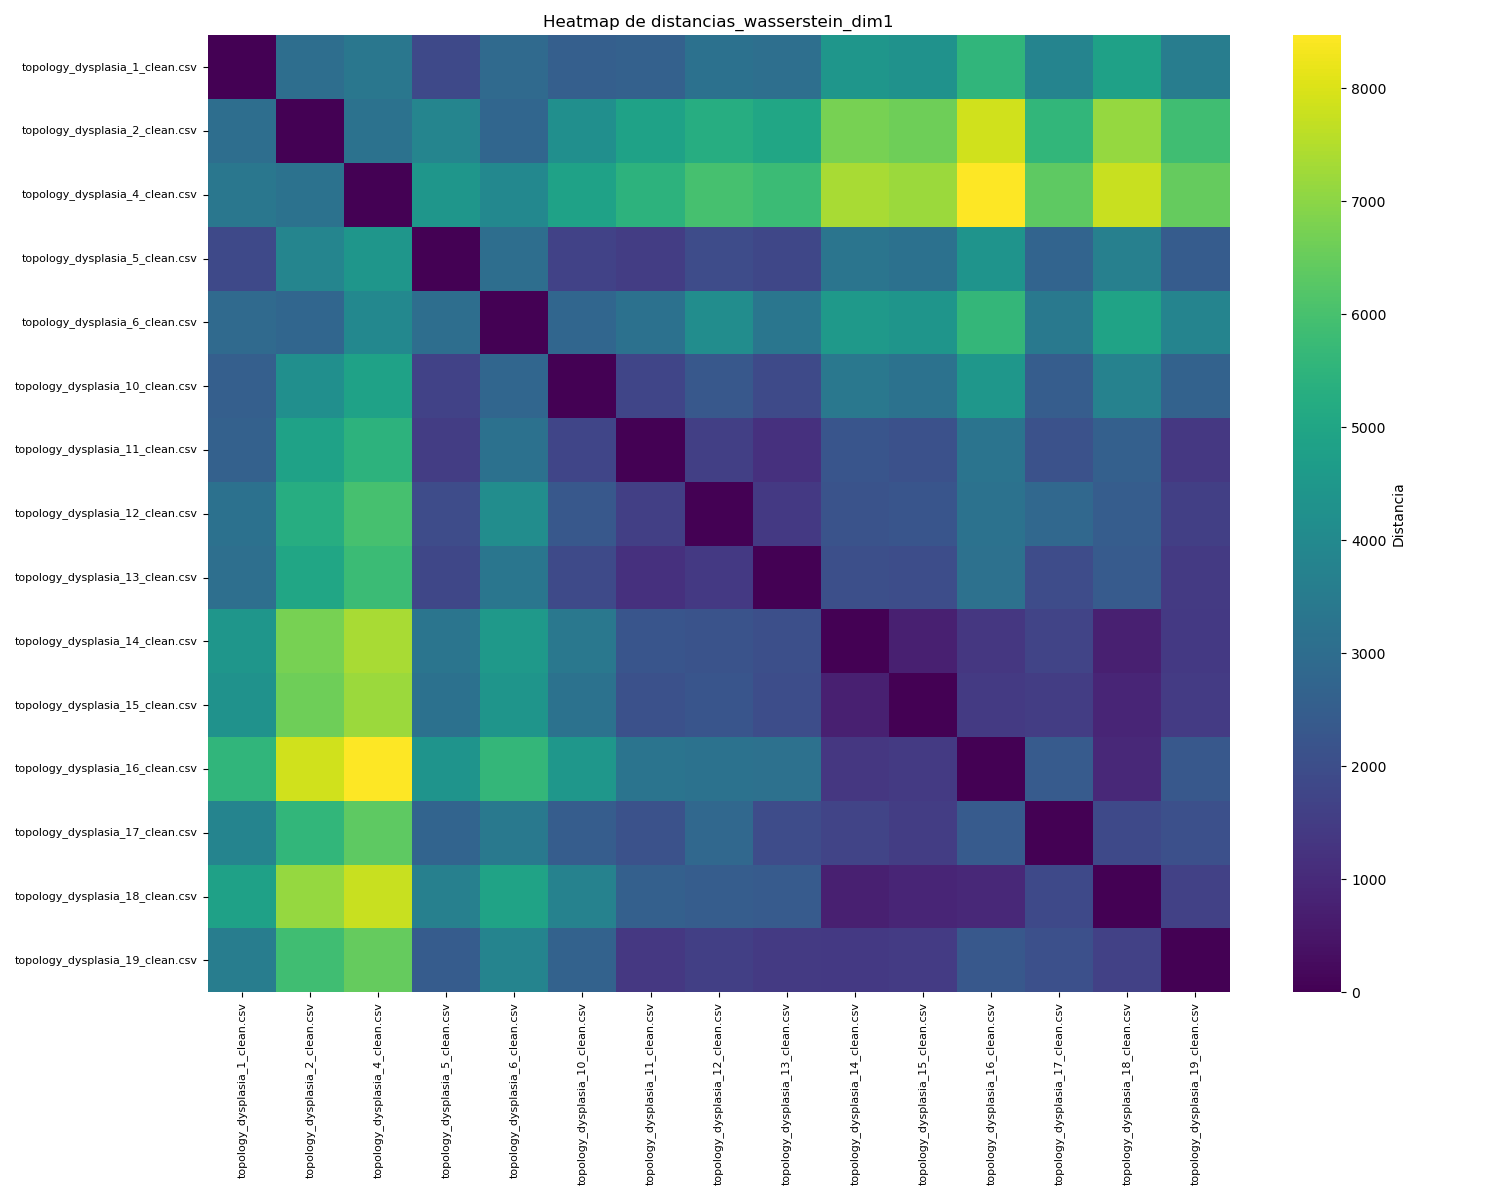 Heatmap de distancias_wasserstein_dim1
topology_dysplasia_1_clean.csv
topology_dysplasia_2_clean.csv
topology_dysplasia_4_clean.csv
topology_dysplasia_5_clean.csv
topology_dysplasia_6_clean.csv
topology_dysplasia_10_clean.csv
topology_dysplasia_11_clean.csv
topology_dysplasia_12_clean.csv
topology_dysplasia_13_clean.csv
topology_dysplasia_14_clean.csv
topology_dysplasia_15_clean.csv
topology_dysplasia_16_clean.csv
topology_dysplasia_17_clean.csv
topology_dysplasia_18_clean.csv
topology_dysplasia_19_clean.csv
topology_dysplasia_1_clean.csv
topology_dysplasia_2_clean.csv
topology_dysplasia_4_clean.csv
topology_dysplasia_5_clean.csv
topology_dysplasia_6_clean.csv
topology_dysplasia_10_clean.csv
topology_dysplasia_11_clean.csv
topology_dysplasia_12_clean.csv
topology_dysplasia_13_clean.csv
topology_dysplasia_14_clean.csv
topology_dysplasia_15_clean.csv
topology_dysplasia_16_clean.csv
topology_dysplasia_17_clean.csv
topology_dysplasia_18_clean.csv
topology_dysplasia_19_clean.csv
8000
7000
6000
5000
4000
3000
2000
1000
0
Distancia